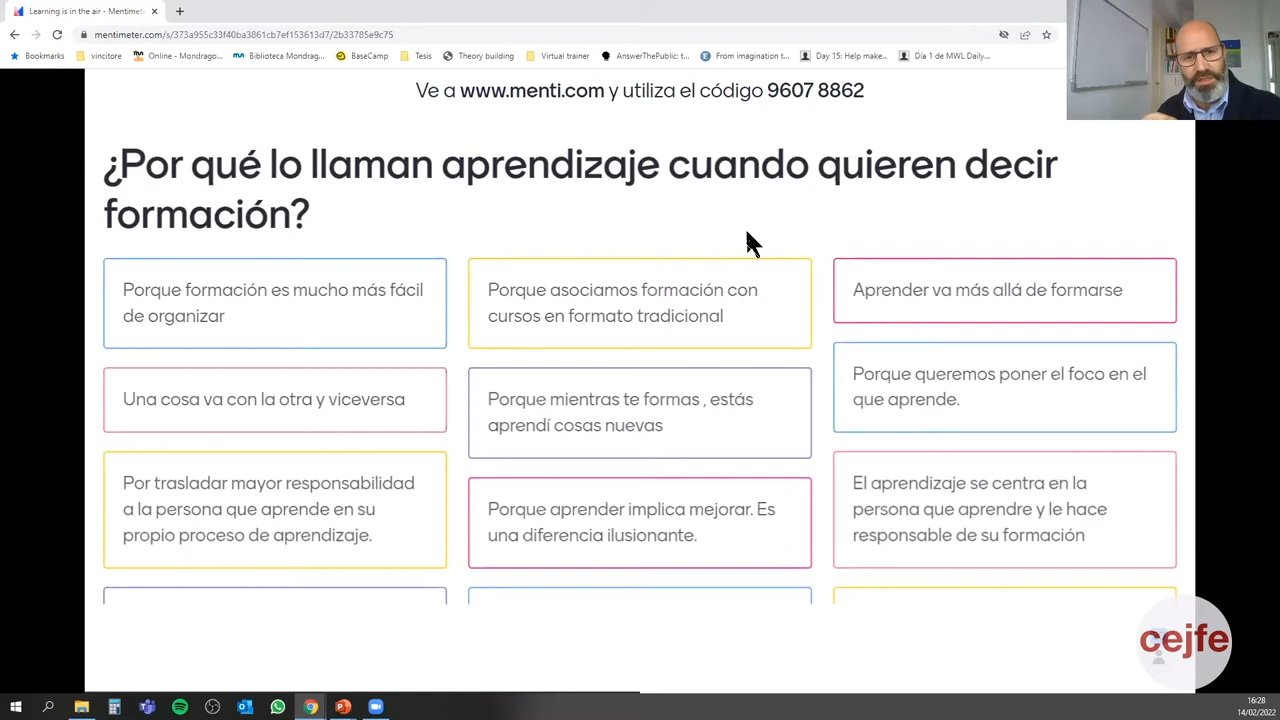 Learning is in the air - Mentimete
mentimeter.com/s/373a955c33f40ba3861cb7ef153613d7/2b33785e9c75
Bookmarks
vincitore
Online - Mondrago...
Biblioteca Mondrag...
BaseCamp
Tesis
Theory building
Virtual trainer
AnswerThePublic: t...
From imagination t...
Day 15: Help make...
Día 1 de MWL Daily...
Ve a www.menti.com y utiliza el código 9607 8862
¿Por qué lo llaman aprendizaje cuando quieren decir
formación?
Porque formación es mucho más fácil
de organizar
Una cosa va con la otra y viceversa
Por trasladar mayor responsabilidad
a la persona que aprende en su
propio proceso de aprendizaje.
Porque asociamos formación con
cursos en formato tradicional
Porque mientras te formas , estás
aprendí cosas nuevas
Porque aprender implica mejorar. Es
una diferencia ilusionante.
Aprender va más allá de formarse
Porque queremos poner el foco en el
que aprende.
El aprendizaje se centra en la
persona que aprendre y le hace
responsable de su formación
cejfe
16:28
14/02/2022